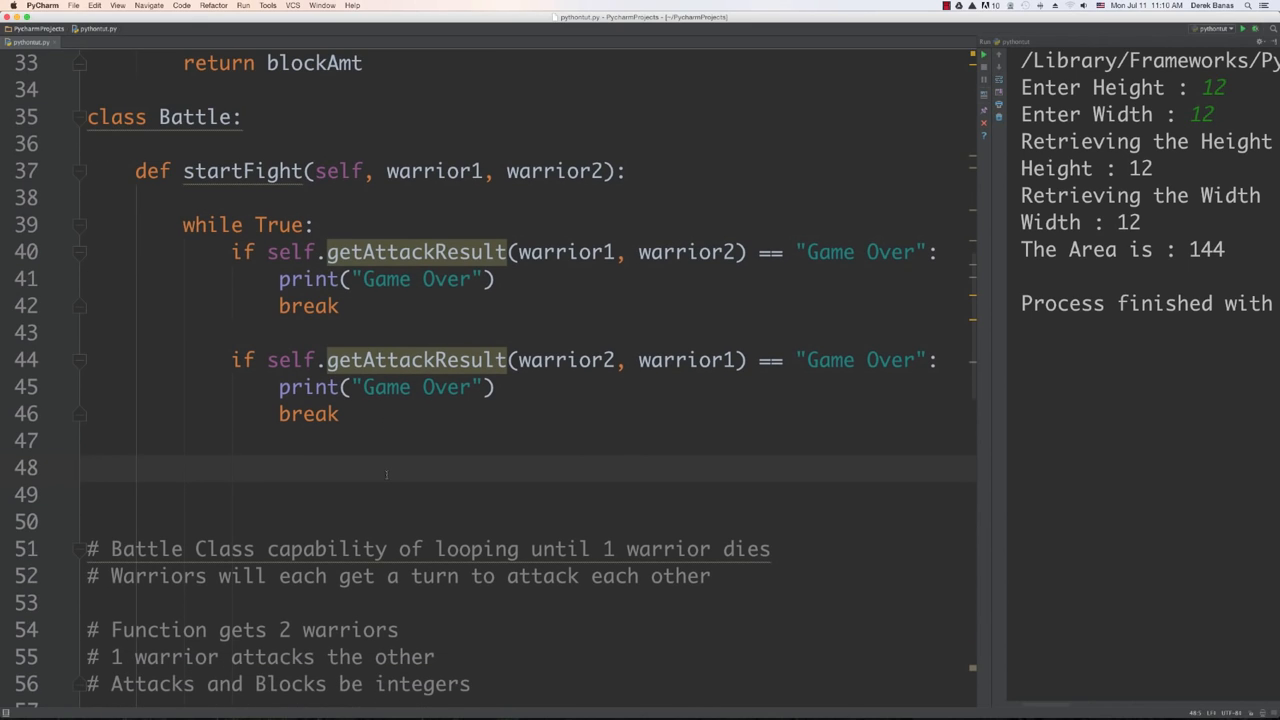 PyCharm File Edit View Navigate Code Refactor Run Tools VCS Window Help
10 Mon Jul 11 11:10 AM Derek Banas
pythontut.py - PycharmProjects - [~/PycharmProjects]
PycharmProjects pythontut.py pythontut
pythontut.py
Run: pythontut
33 return blockAmt
34
35 class Battle:
36
37 def startFight(self, warrior1, warrior2):
38
39 while True:
40 if self.getAttackResult(warrior1, warrior2) == "Game Over":
41 print("Game Over")
42 break
43
44 if self.getAttackResult(warrior2, warrior1) == "Game Over":
45 print("Game Over")
46 break
47
48
49
50
51 # Battle Class capability of looping until 1 warrior dies
52 # Warriors will each get a turn to attack each other
53
54 # Function gets 2 warriors
55 # 1 warrior attacks the other
56 # Attacks and Blocks be integers
57
/Library/Frameworks/Py
Enter Height : 12
Enter Width : 12
Retrieving the Height
Height : 12
Retrieving the Width
Width : 12
The Area is : 144
Process finished with
48:5 LF‡ UTF-8‡